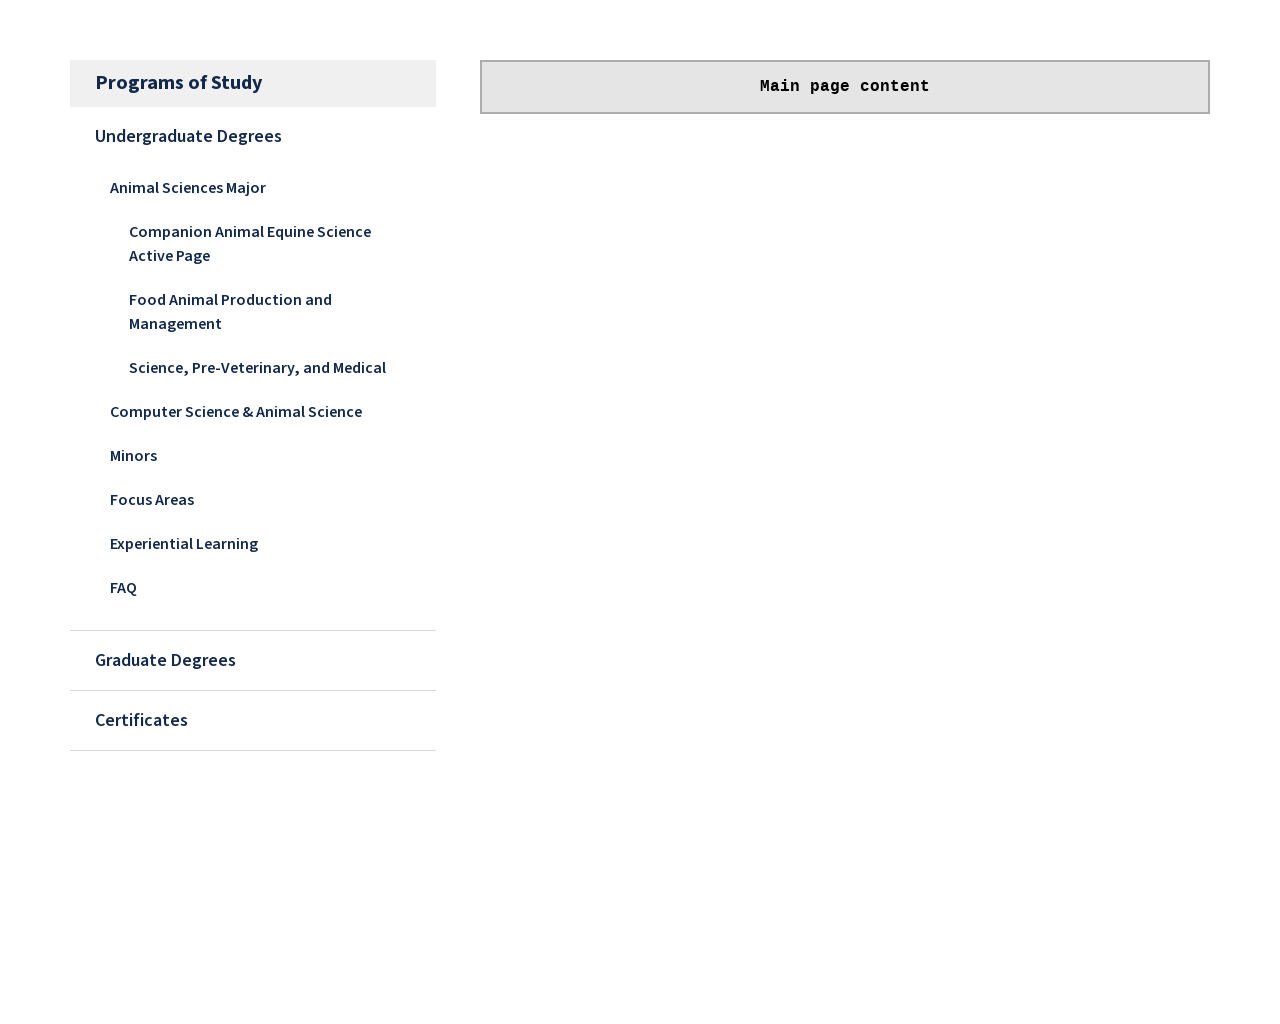 Programs of Study
Main page content
Undergraduate Degrees
Animal Sciences Major
Companion Animal Equine Science
Active Page
Food Animal Production and
Management
Science, Pre-Veterinary, and Medical
Computer Science & Animal Science
Minors
Focus Areas
Experiential Learning
FAQ
Graduate Degrees
Certificates